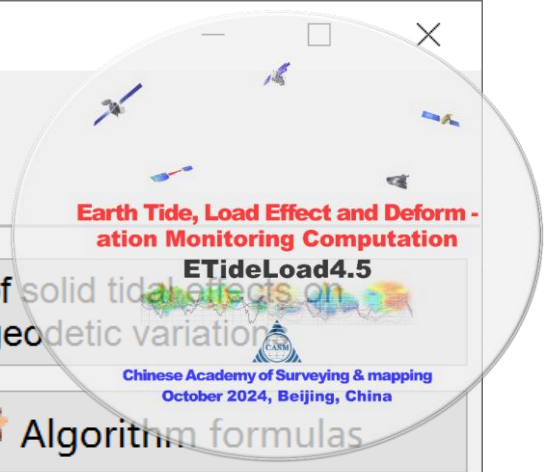 Earth Tide, Load Effect and Deform -
ation Monitoring Computation
ETideLoad4.5
f solid tidal effects on
eodetic variation
CASM
Chinese Academy of Surveying & mapping
October 2024, Beijing, China
Algorithm formulas